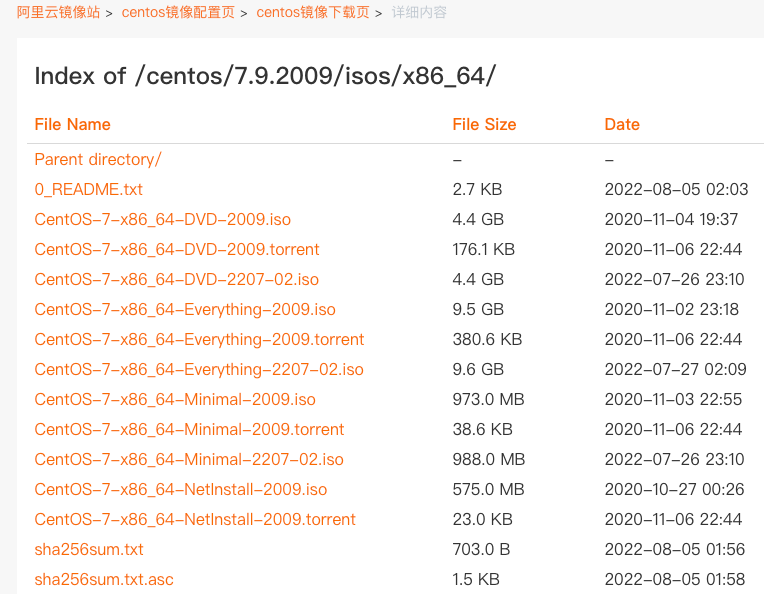 阿里云镜像站 > centos镜像配置页 > centos镜像下载页 > 详细内容
Index of /centos/7.9.2009/isos/x86_64/
File Name File Size Date
Parent directory/ – –
0_README.txt 2.7 KB 2022-08-05 02:03
CentOS-7-x86_64-DVD-2009.iso 4.4 GB 2020-11-04 19:37
CentOS-7-x86_64-DVD-2009.torrent 176.1 KB 2020-11-06 22:44
CentOS-7-x86_64-DVD-2207-02.iso 4.4 GB 2022-07-26 23:10
CentOS-7-x86_64-Everything-2009.iso 9.5 GB 2020-11-02 23:18
CentOS-7-x86_64-Everything-2009.torrent 380.6 KB 2020-11-06 22:44
CentOS-7-x86_64-Everything-2207-02.iso 9.6 GB 2022-07-27 02:09
CentOS-7-x86_64-Minimal-2009.iso 973.0 MB 2020-11-03 22:55
CentOS-7-x86_64-Minimal-2009.torrent 38.6 KB 2020-11-06 22:44
CentOS-7-x86_64-Minimal-2207-02.iso 988.0 MB 2022-07-26 23:10
CentOS-7-x86_64-NetInstall-2009.iso 575.0 MB 2020-10-27 00:26
CentOS-7-x86_64-NetInstall-2009.torrent 23.0 KB 2020-11-06 22:44
sha256sum.txt 703.0 B 2022-08-05 01:56
sha256sum.txt.asc 1.5 KB 2022-08-05 01:58